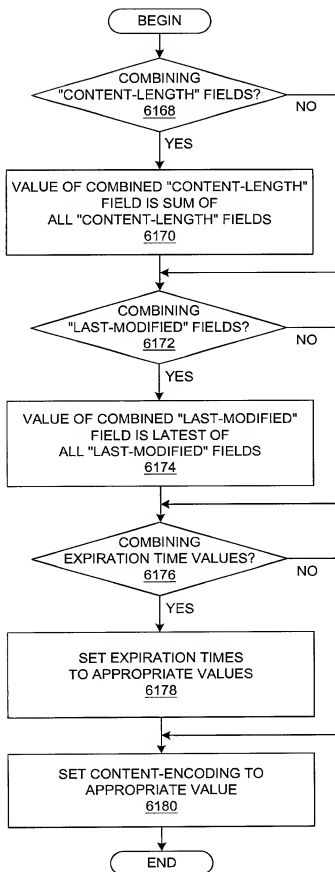 BEGIN
COMBINING
"CONTENT-LENGTH" FIELDS?
6168
NO
YES
VALUE OF COMBINED "CONTENT-LENGTH"
FIELD IS SUM OF
ALL "CONTENT-LENGTH" FIELDS
6170
COMBINING
"LAST-MODIFIED" FIELDS?
6172
NO
YES
VALUE OF COMBINED "LAST-MODIFIED"
FIELD IS LATEST OF
ALL "LAST-MODIFIED" FIELDS
6174
COMBINING
EXPIRATION TIME VALUES?
6176
NO
YES
SET EXPIRATION TIMES
TO APPROPRIATE VALUES
6178
SET CONTENT-ENCODING TO
APPROPRIATE VALUE
6180
END